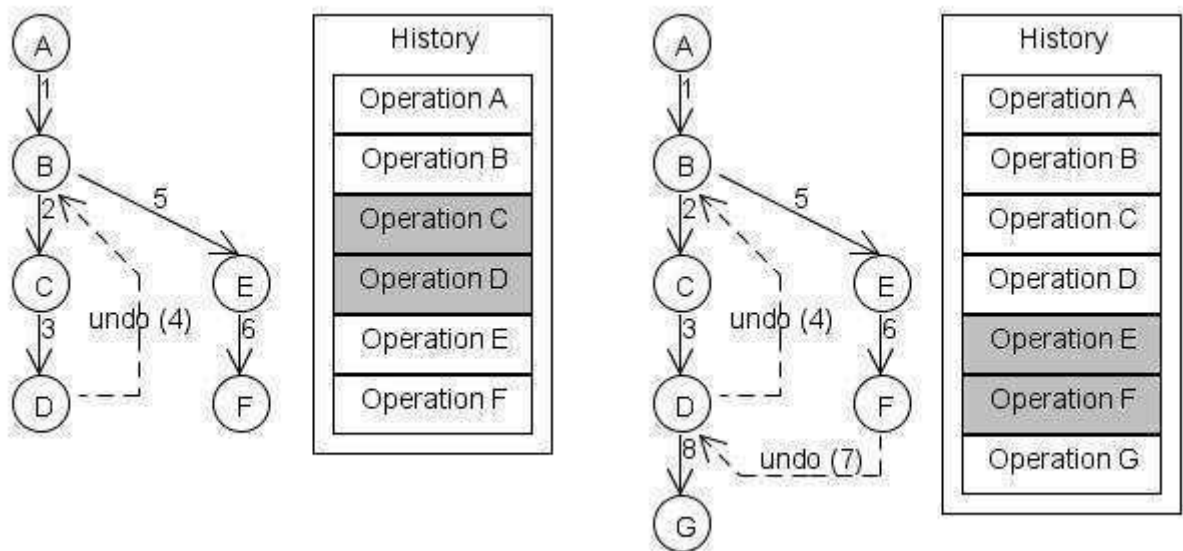 A
1
B
2
5
C
E
undo (4)
3
6
D
F
History
Operation A
Operation B
Operation C
Operation D
Operation E
Operation F
A
1
B
2
5
C
E
undo (4)
3
6
D
F
8
undo (7)
G
History
Operation A
Operation B
Operation C
Operation D
Operation E
Operation F
Operation G